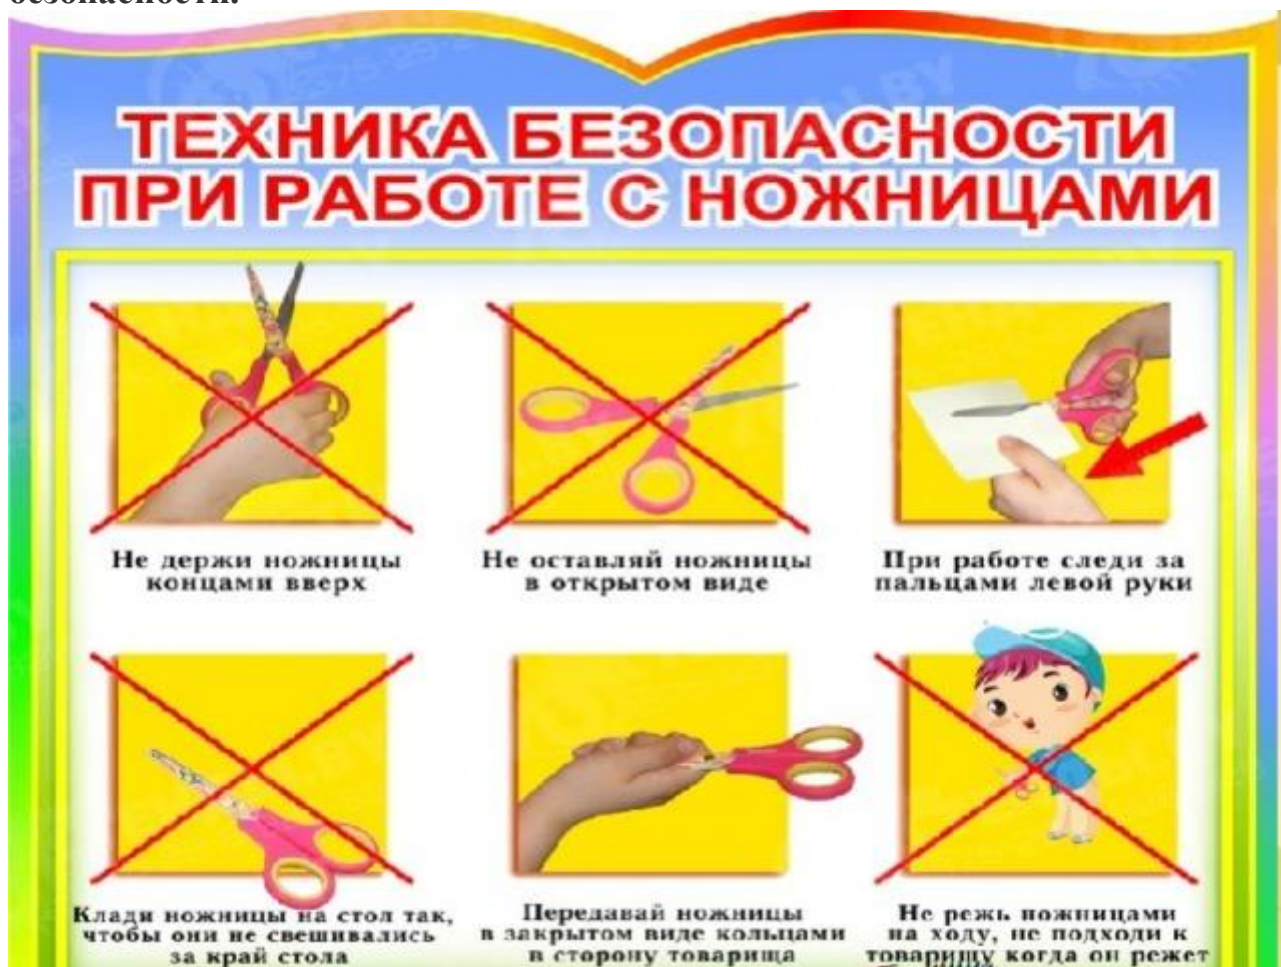 безопасности.
ТЕХНИКА БЕЗОПАСНОСТИ
ПРИ РАБОТЕ С НОЖНИЦАМИ
Не держи ножницы
концами вверх
Не оставляй ножницы
в открытом виде
При работе следи за
пальцами левой руки
Клади ножницы на стол так,
чтобы они не свешивались
за край стола
Передавай ножницы
в закрытом виде кольцами
в сторону товарища
Не режь ножницами
на ходу, не подходи к
товарищу когда он режет